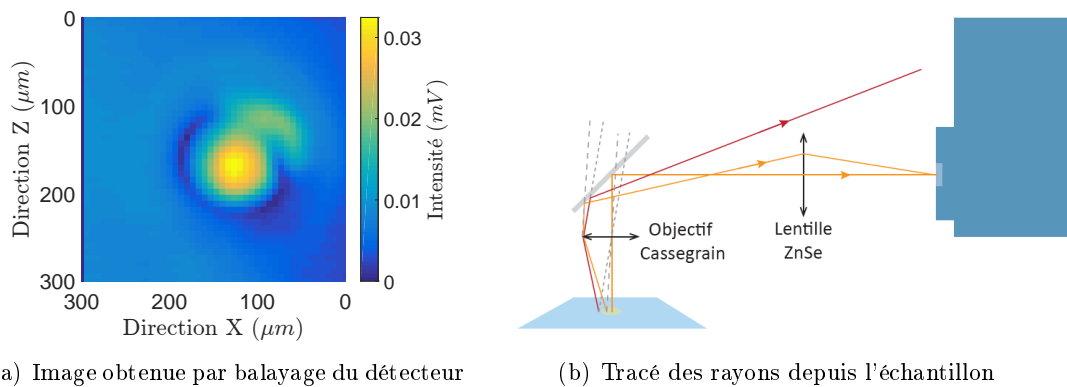 0
100
200
300
Direction Z (μm)
300
200
100
0
Direction X (μm)
0.03
0.02
0.01
0
Intensité (mV)
Objectif
Cassegrain
Lentille
ZnSe
a) Image obtenue par balayage du détecteur
(b) Tracé des rayons depuis l'échantillon